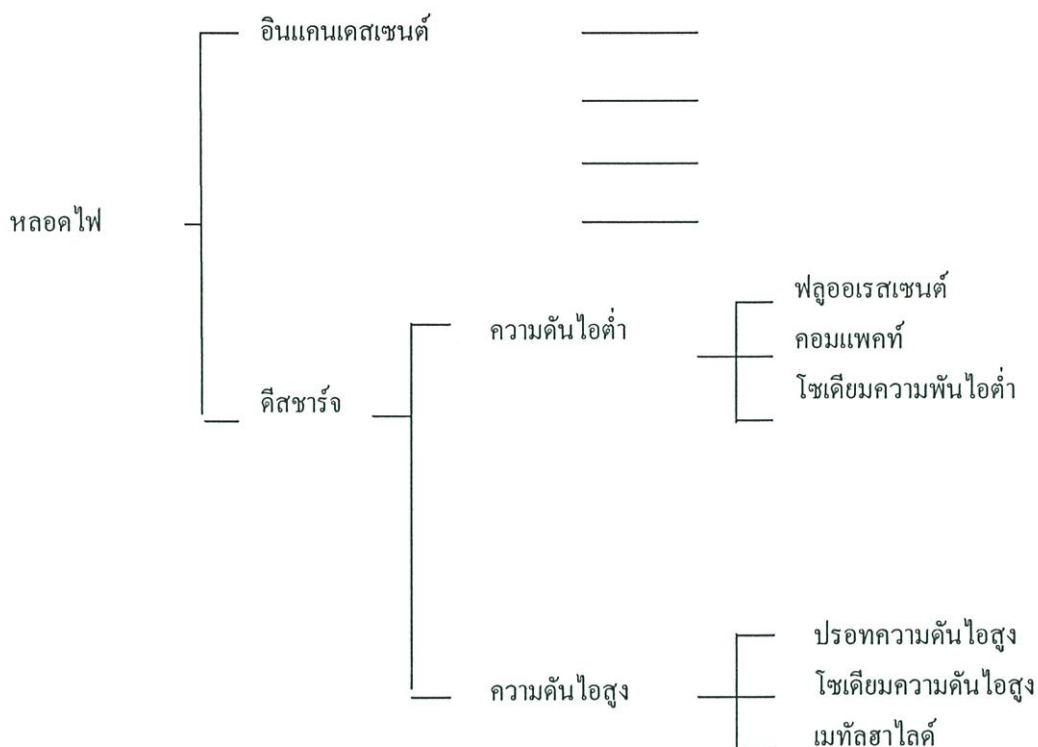 อินแคนเดสเซนต์
หลอดไฟ
ดีสชาร์จ
ความดันไอต่ำ
ฟลูออเรสเซนต์
คอมแพคท์
โซเดียมความพันไอต่ำ
ความดันไอสูง
ปรอทความดันไอสูง
โซเดียมความดันไอสูง
เมทัลฮาไลด์